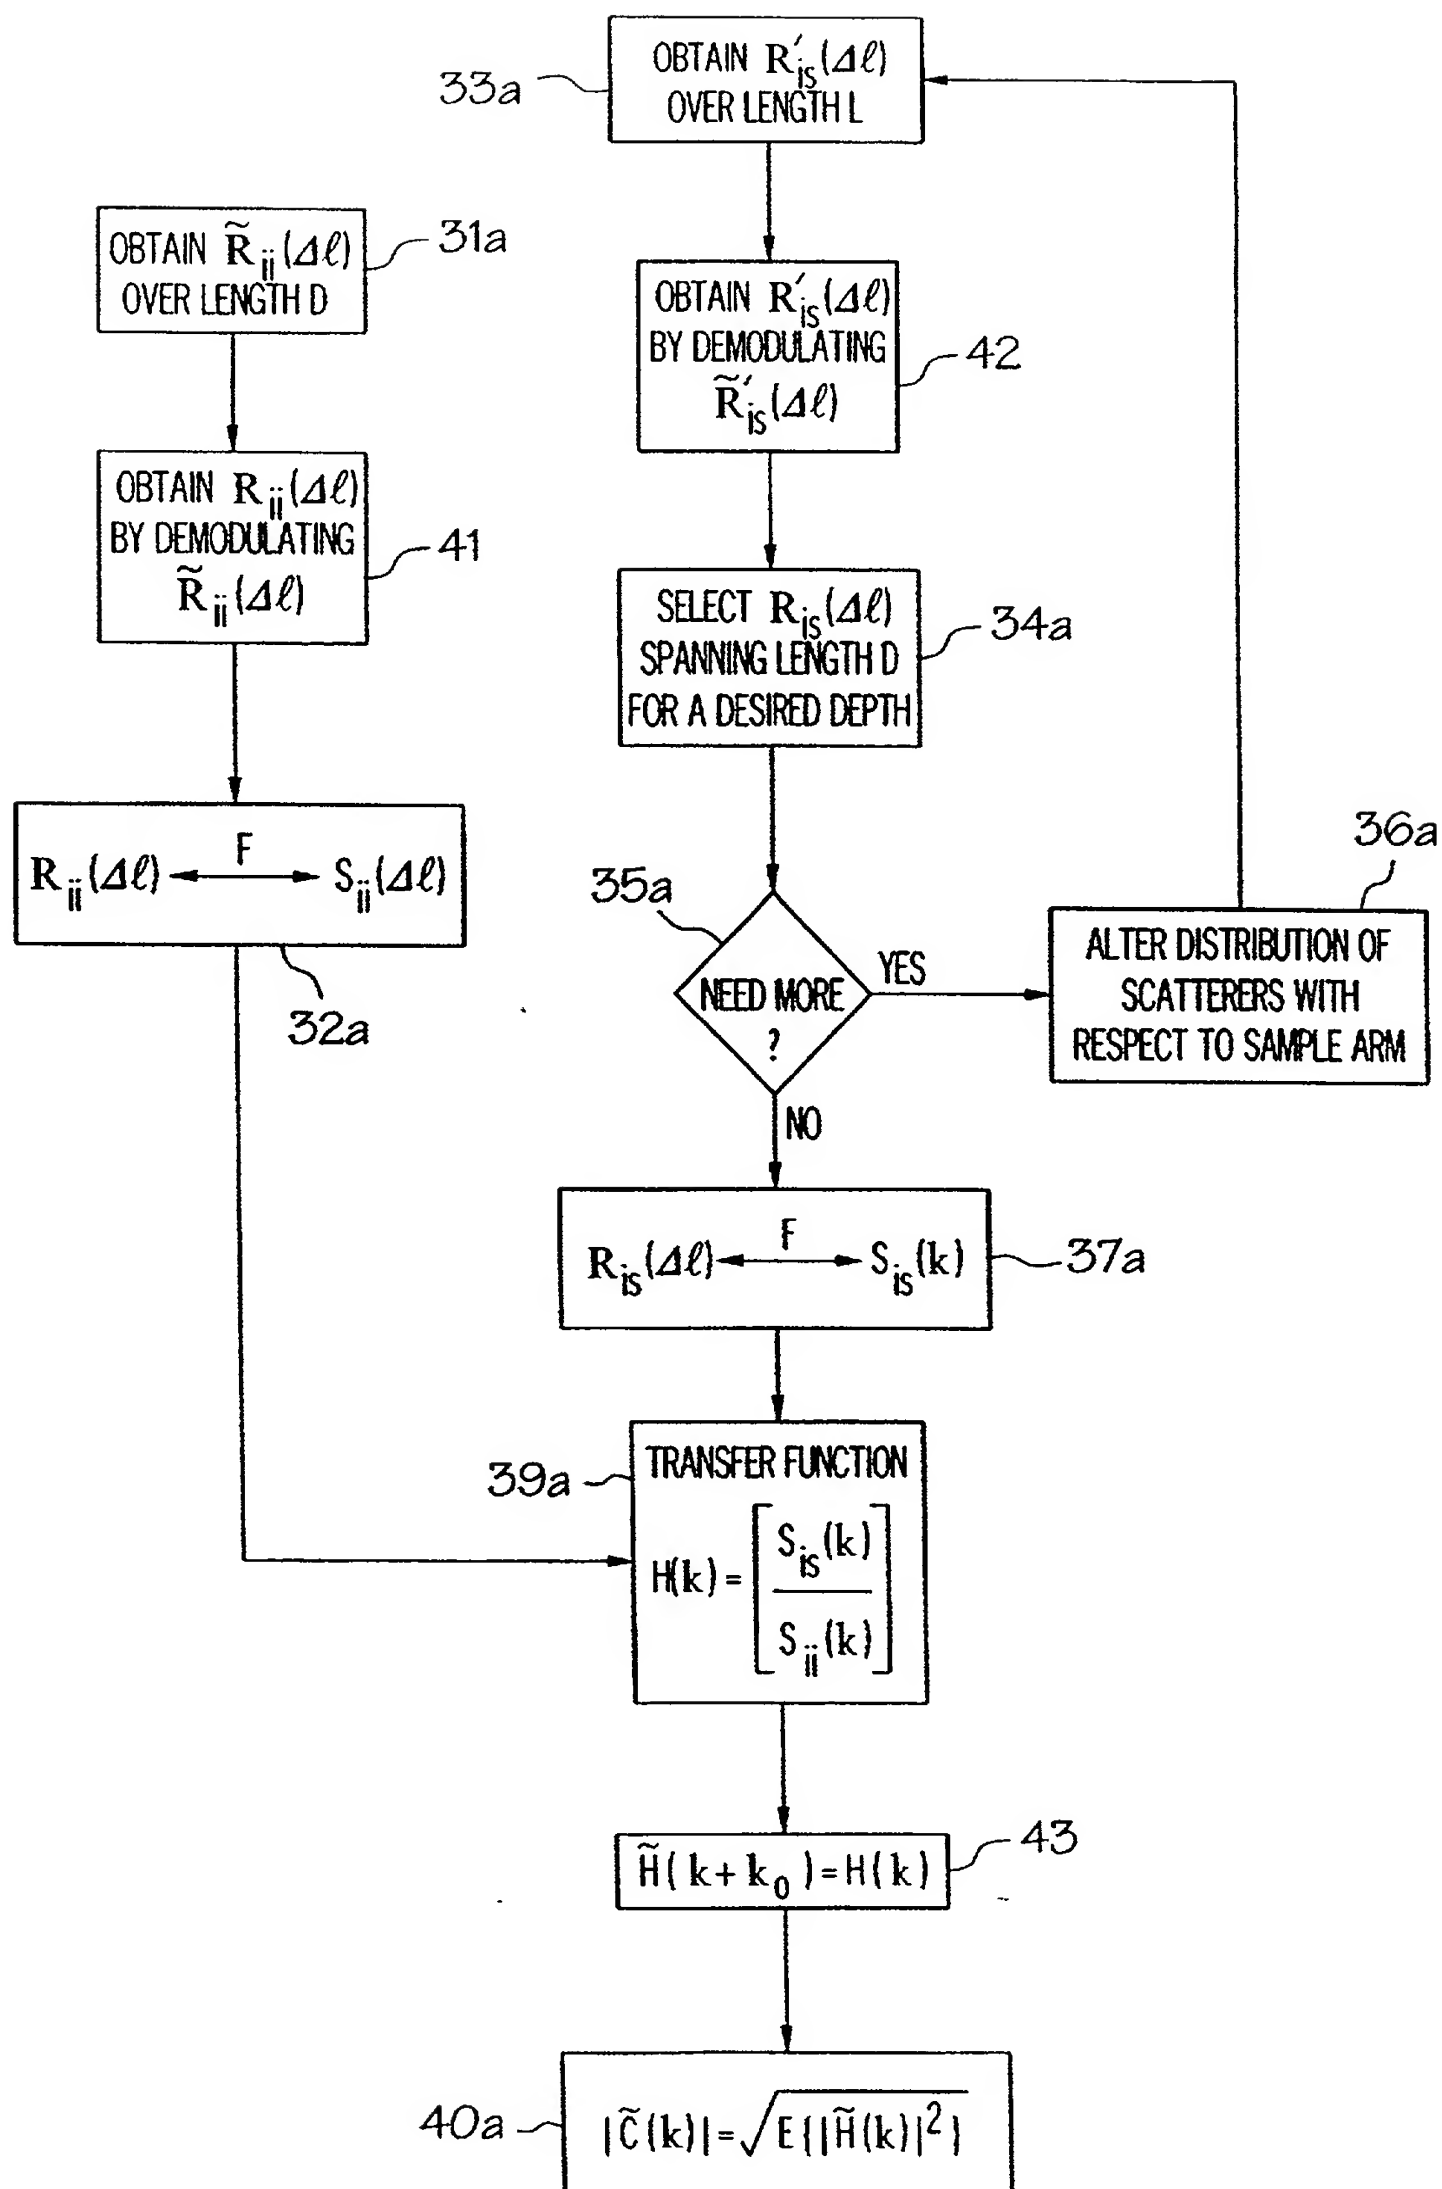 33a
OBTAIN R′is(Δℓ)
OVER LENGTH L
OBTAIN R̃ii(Δℓ)
OVER LENGTH D
31a
OBTAIN R′is(Δℓ)
BY DEMODULATING
R̃′is(Δℓ)
42
OBTAIN Rii(Δℓ)
BY DEMODULATING
R̃ii(Δℓ)
41
SELECT Ris(Δℓ)
SPANNING LENGTH D
FOR A DESIRED DEPTH
34a
F
Rii(Δℓ) ⟷ Sii(Δℓ)
32a
35a
NEED MORE
?
YES
NO
36a
ALTER DISTRIBUTION OF
SCATTERERS WITH
RESPECT TO SAMPLE ARM
F
Ris(Δℓ) ⟷ Sis(k)
37a
39a
TRANSFER FUNCTION
H(k) = [Sis(k) / Sii(k)]
H̃(k+k0)=H(k)
43
40a
|C̃(k)|=√E{|H̃(k)|²}